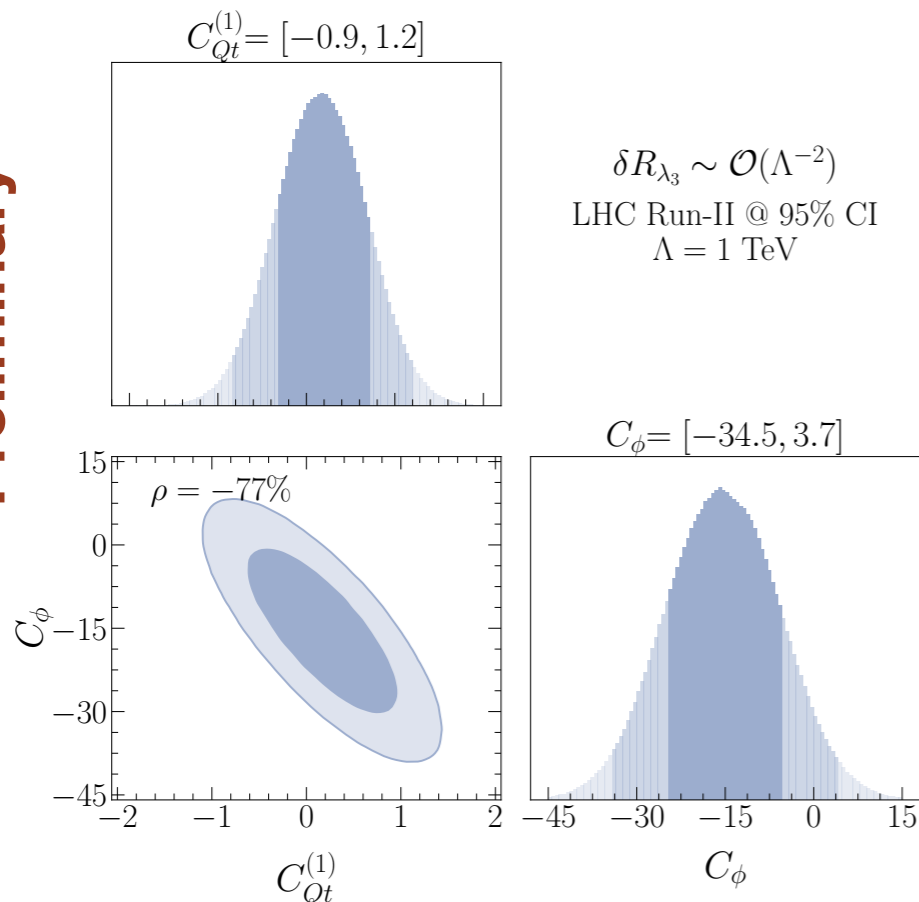 C_{Qt}^{(1)} = [−0.9, 1.2]
δR_{λ_3} ∼ 𝒪(Λ^{−2})
LHC Run-II @ 95% CI
Λ = 1 TeV
C_φ = [−34.5, 3.7]
ρ = −77%
15
0
−15
−30
−45
C_φ
−2 −1 0 1 2
C_{Qt}^{(1)}
−45 −30 −15 0 15
C_φ